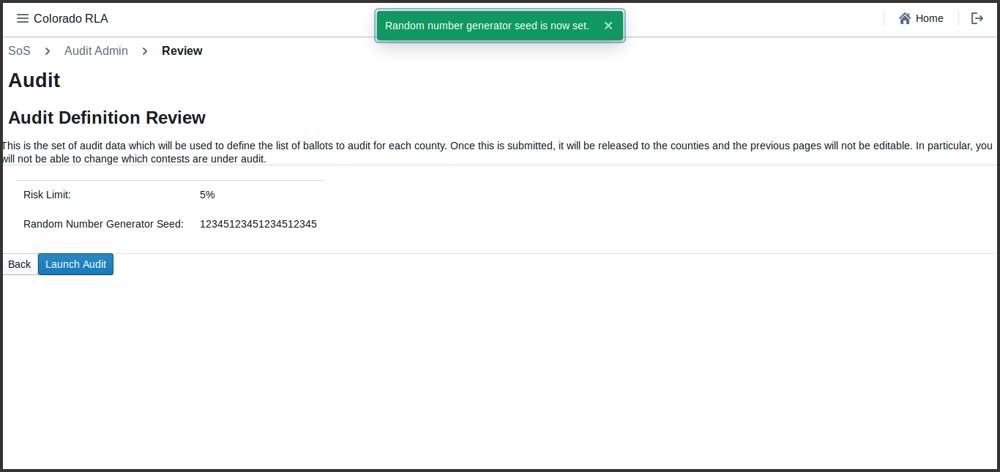 Colorado RLA
Random number generator seed is now set.
Home
SoS > Audit Admin > Review
Audit
Audit Definition Review
This is the set of audit data which will be used to define the list of ballots to audit for each county. Once this is submitted, it will be released to the counties and the previous pages will not be editable. In particular, you
will not be able to change which contests are under audit.
Risk Limit: 5%
Random Number Generator Seed: 12345123451234512345
Back Launch Audit